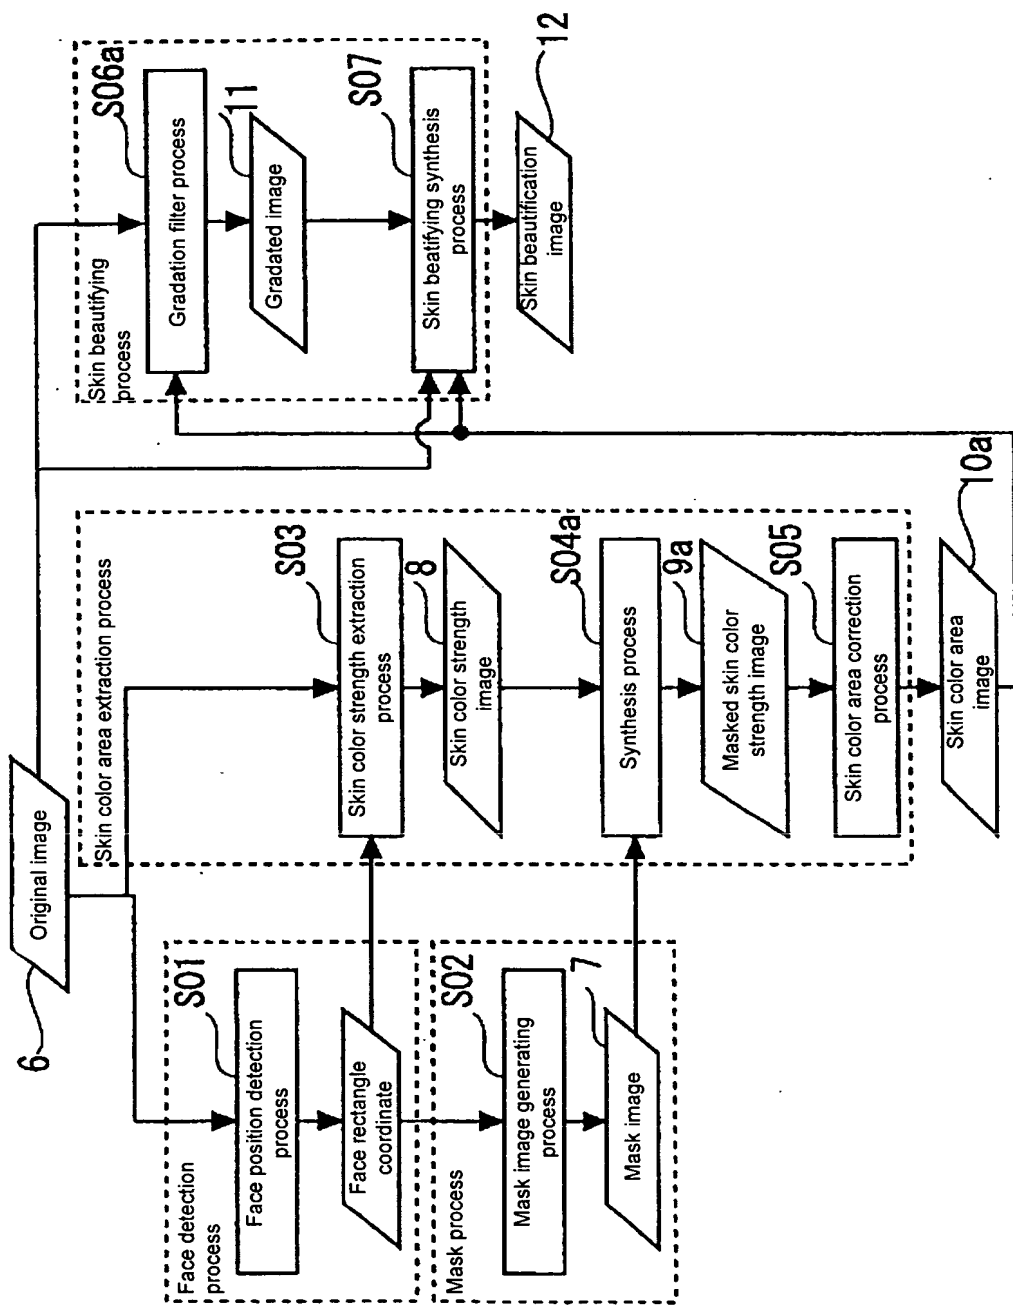 6
Original image
Face detection
process
S01
Face position detection
process
Face rectangle
coordinate
Mask process
S02
Mask image generating
process
7
Mask image
Skin color area extraction process
S03
Skin color strength extraction
process
8
Skin color strength
image
S04a
Synthesis process
9a
Masked skin color
strength image
S05
Skin color area correction
process
10a
Skin color area
image
Skin beautifying
process
S06a
Gradation filter process
11
Gradated image
S07
Skin beatifying synthesis
process
12
Skin beautification
image